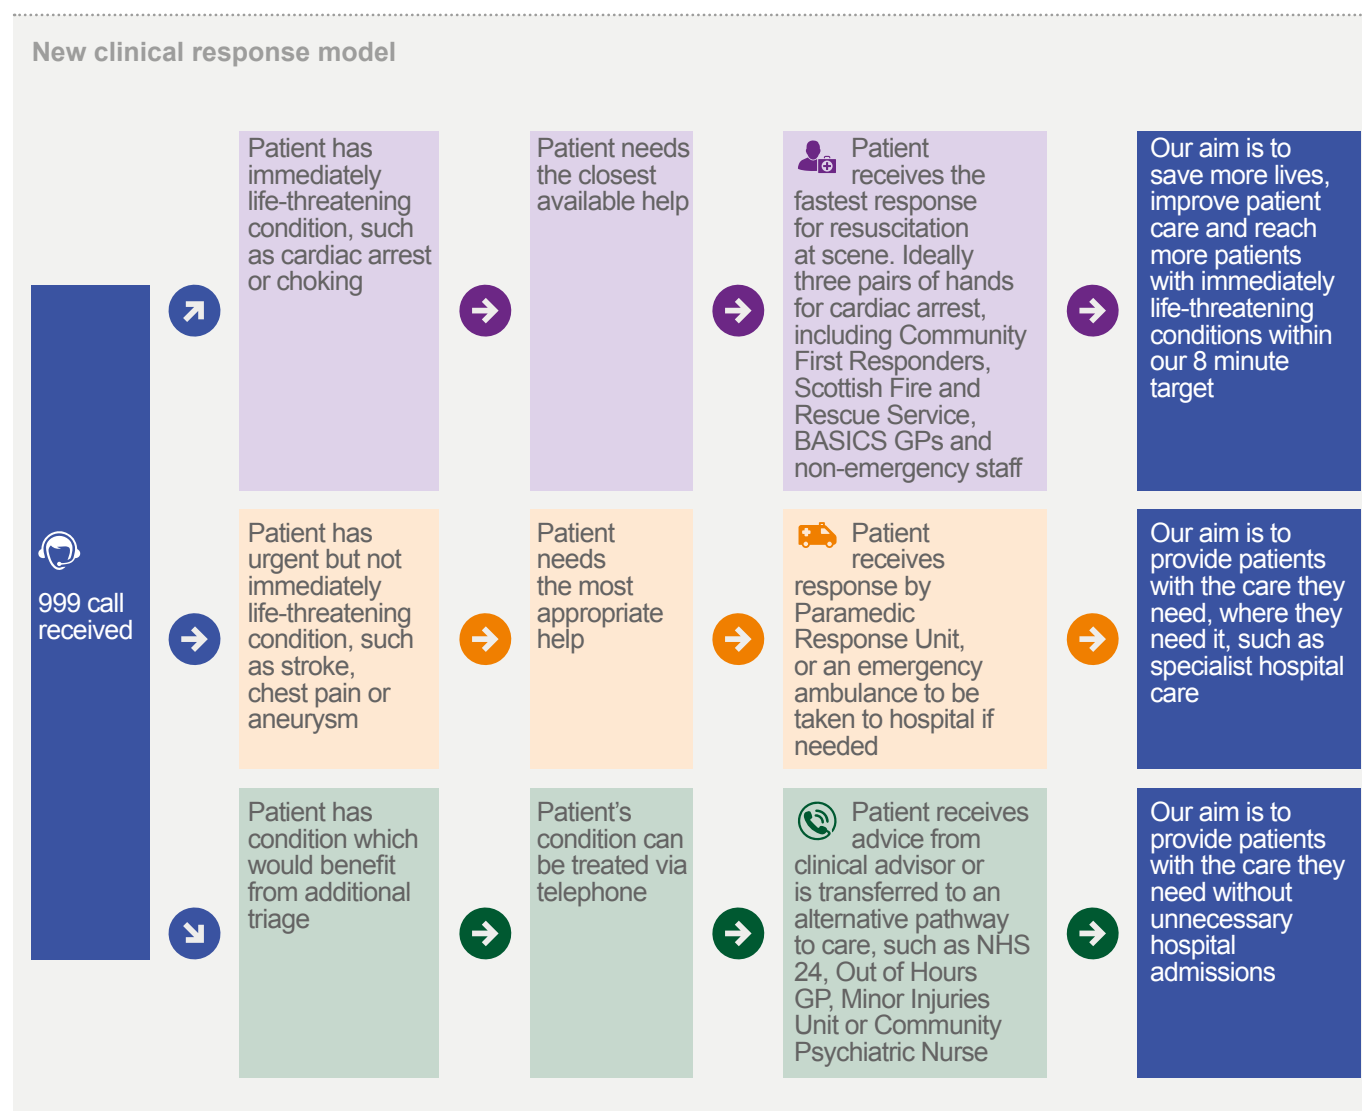 New clinical response model
999 call
received
Patient has
immediately
life-threatening
condition, such
as cardiac arrest
or choking
Patient needs
the closest
available help
Patient
receives the
fastest response
for resuscitation
at scene. Ideally
three pairs of hands
for cardiac arrest,
including Community
First Responders,
Scottish Fire and
Rescue Service,
BASICS GPs and
non-emergency staff
Our aim is to
save more lives,
improve patient
care and reach
more patients
with immediately
life-threatening
conditions within
our 8 minute
target
Patient has
urgent but not
immediately
life-threatening
condition, such
as stroke,
chest pain or
aneurysm
Patient
needs
the most
appropriate
help
Patient
receives
response by
Paramedic
Response Unit,
or an emergency
ambulance to be
taken to hospital if
needed
Our aim is to
provide patients
with the care they
need, where they
need it, such as
specialist hospital
care
Patient has
condition which
would benefit
from additional
triage
Patient’s
condition can
be treated via
telephone
Patient receives
advice from
clinical advisor or
is transferred to an
alternative pathway
to care, such as NHS
24, Out of Hours
GP, Minor Injuries
Unit or Community
Psychiatric Nurse
Our aim is to
provide patients
with the care they
need without
unnecessary
hospital
admissions